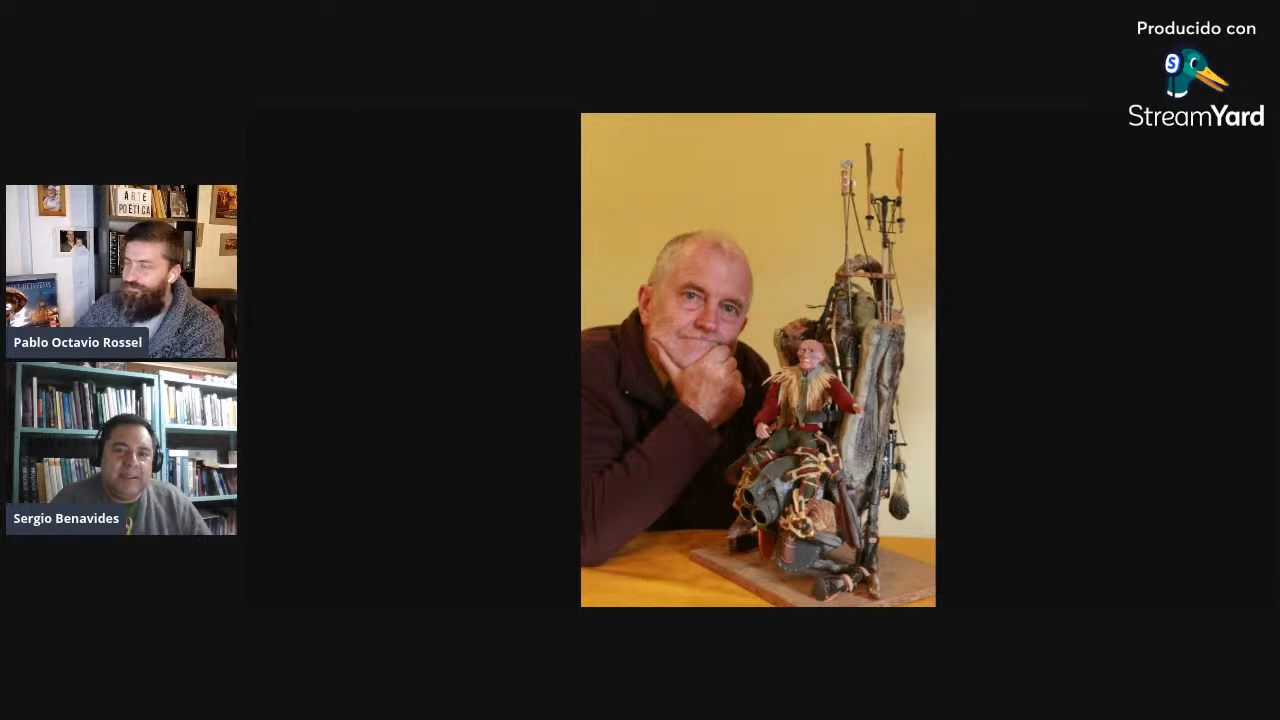 Producido con
S
StreamYard
ARTE
POÉTICA
Pablo Octavio Rossel
Sergio Benavides